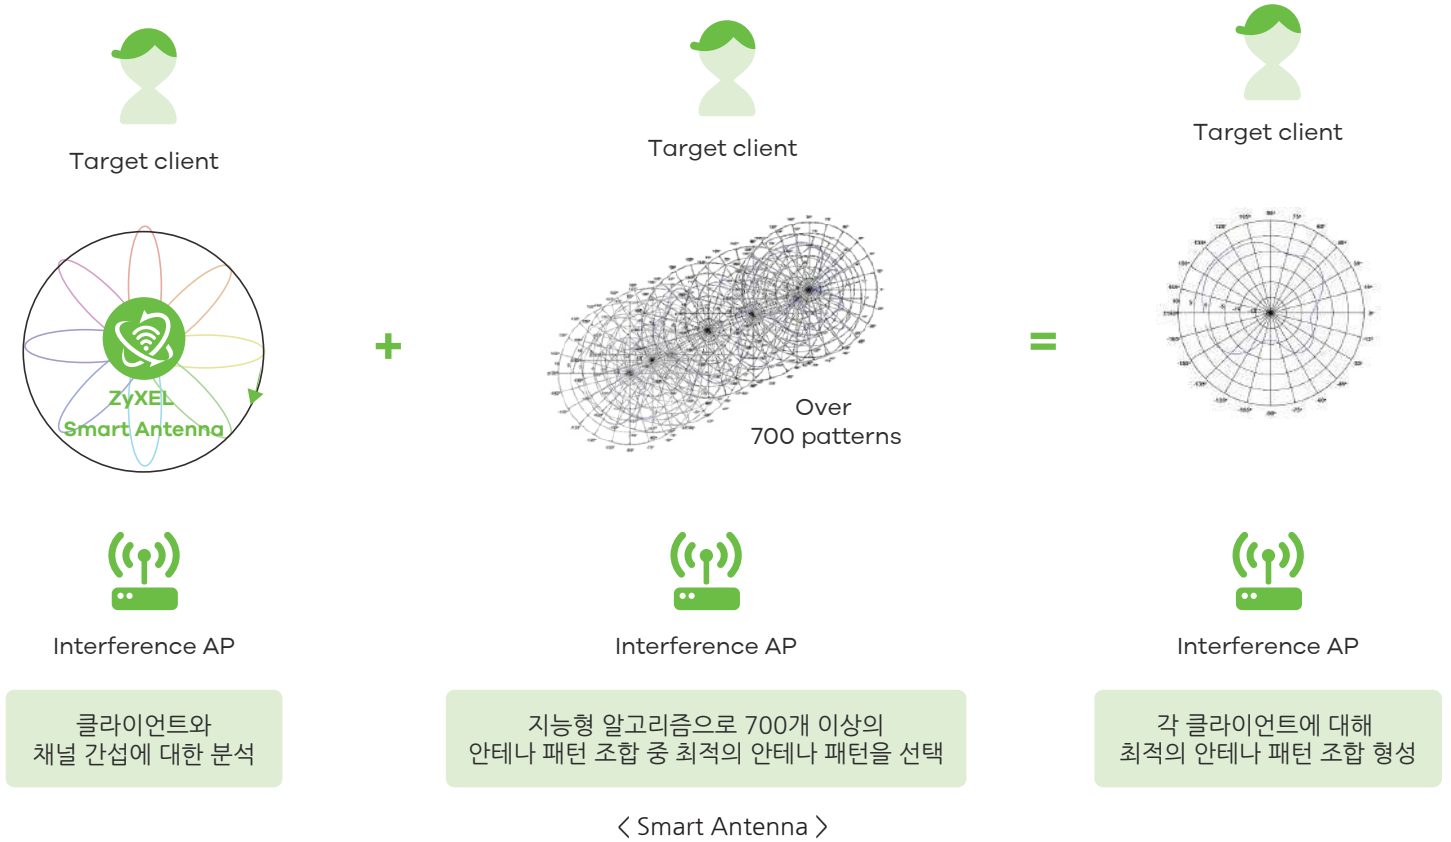 Target client
Target client
Target client
ZyXEL
Smart Antenna
+
Over
700 patterns
=
Interference AP
Interference AP
Interference AP
클라이언트와
채널 간섭에 대한 분석
지능형 알고리즘으로 700개 이상의
안테나 패턴 조합 중 최적의 안테나 패턴을 선택
각 클라이언트에 대해
최적의 안테나 패턴 조합 형성
< Smart Antenna >